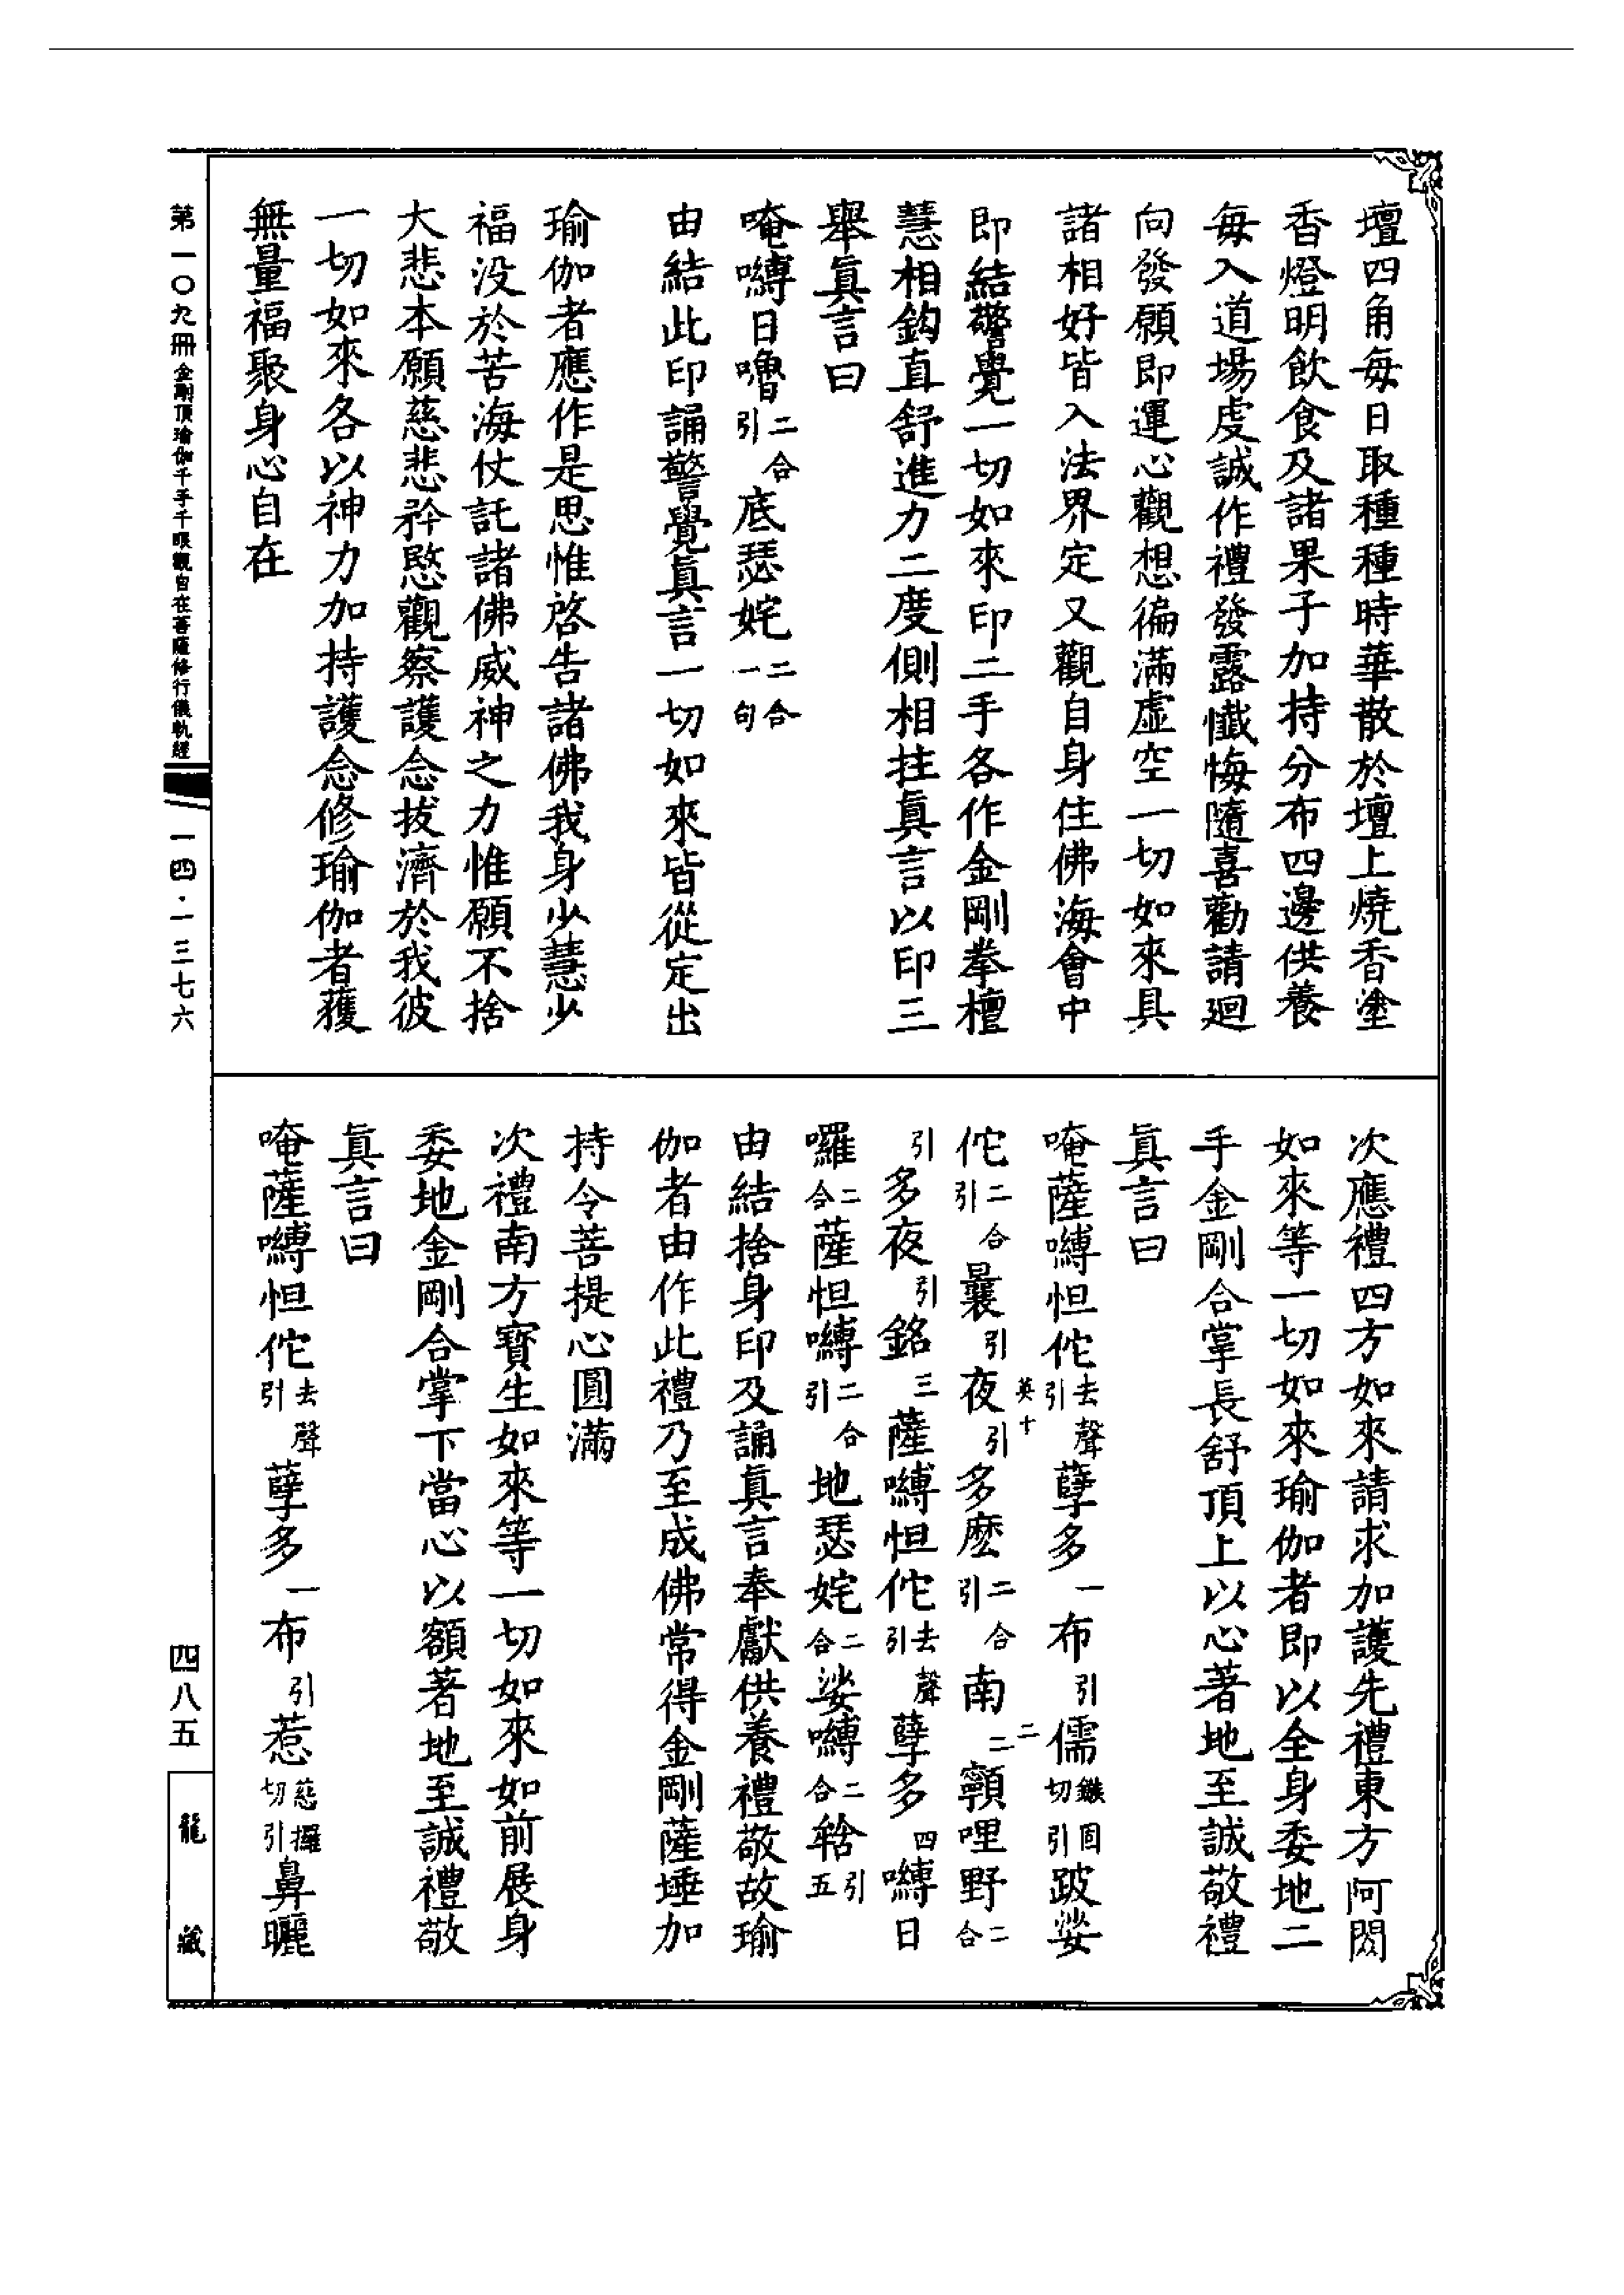 壇四角每日取種種時華散於壇上燒香塗
香燈明飲食及諸果子加持分布四邊供養
每入道場虔誠作禮發露懺悔隨喜勸請迴
向發願即運心觀想徧滿虛空一切如來具
諸相好皆入法界定又觀自身住佛海會中
即結警覺一切如來印二手各作金剛拳檀
慧相鈎直舒進力二度側相拄眞言以印三
舉眞言曰
唵嚩日嚕二合引底瑟姹二合一句
由結此印誦警覺眞言一切如來皆從定出
瑜伽者應作是思惟啓告諸佛我身少慧少
福没於苦海仗託諸佛威神之力惟願不捨
大悲本願慈悲矜愍觀察護念拔濟於我彼
一切如來各以神力加持護念修瑜伽者獲
無量福聚身心自在
次應禮四方如來請求加護先禮東方阿閦
如來等一切如來瑜伽者即以全身委地二
手金剛合掌長舒頂上以心著地至誠敬禮
眞言曰
唵薩嚩怛佗去聲引孽多一布引儒引切跛娑
英十
二
佗二合引曩引夜引多麽二合引南二顐哩野二合
引多夜引銘三薩嚩怛佗去聲引孽多四嚩日
囉二合薩怛嚩二合引地瑟姹二合娑嚩二合輅引五
由結捨身印及誦眞言奉獻供養禮敬故瑜
伽者由作此禮乃至成佛常得金剛薩埵加
持令菩提心圓滿
次禮南方寶生如來等一切如來如前展身
委地金剛合掌下當心以額著地至誠禮敬
眞言曰
唵薩嚩怛佗去聲引孽多一布引惹慈攞切引鼻曬
第一〇九冊 金剛頂瑜伽千手千眼觀自在菩薩修行儀軌經
一四·一三七六
四八五
龍藏